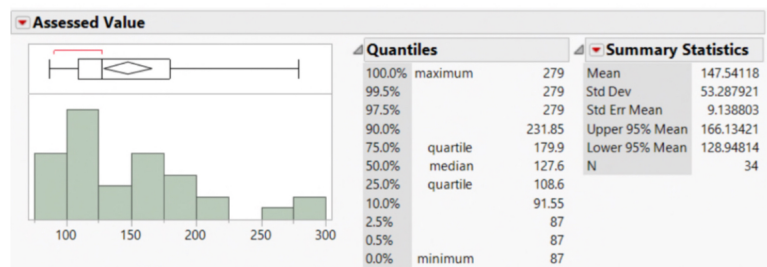 Assessed Value
Quantiles
100.0% maximum 279
99.5% 279
97.5% 279
90.0% 231.85
75.0% quartile 179.9
50.0% median 127.6
25.0% quartile 108.6
10.0% 91.55
2.5% 87
0.5% 87
0.0% minimum 87
Summary Statistics
Mean 147.54118
Std Dev 53.287921
Std Err Mean 9.138803
Upper 95% Mean 166.13421
Lower 95% Mean 128.94814
N 34
100 150 200 250 300